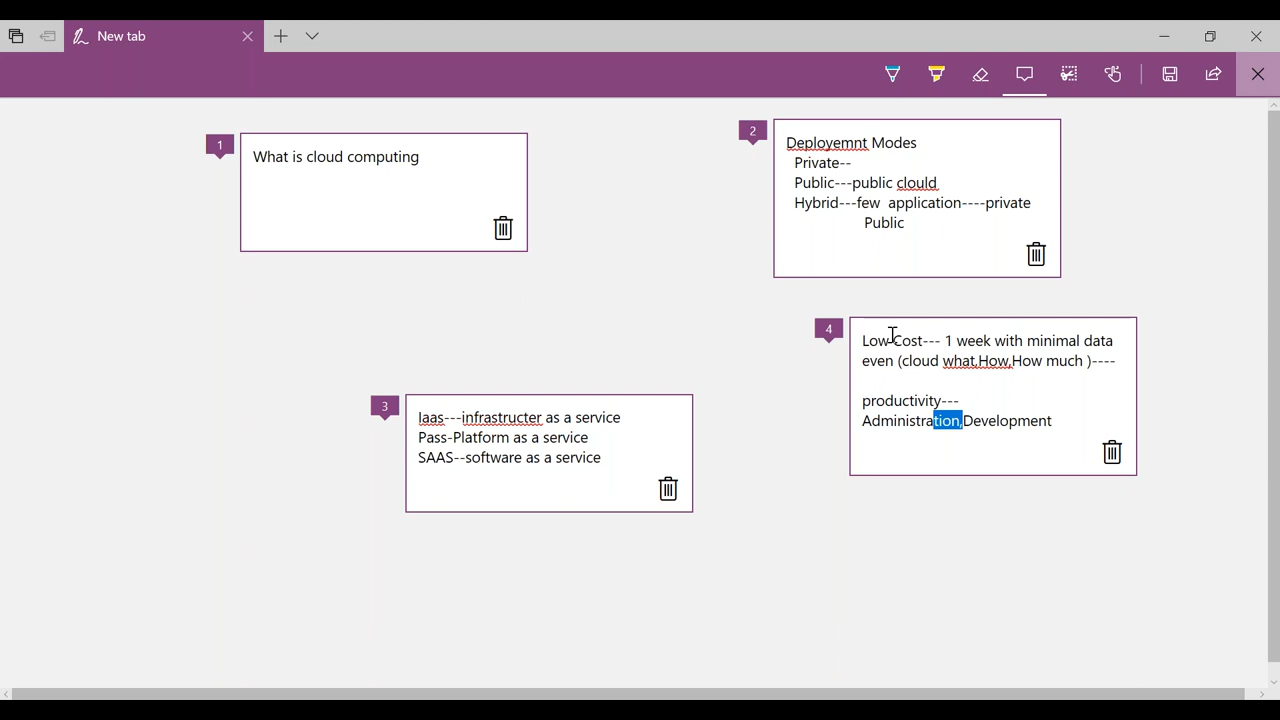 New tab
1
What is cloud computing
2
Deployemnt Modes
Private--
Public---public clould
Hybrid---few application----private
Public
3
Iaas---infrastructer as a service
Pass-Platform as a service
SAAS--software as a service
4
Low Cost--- 1 week with minimal data
even (cloud what,How,How much )----
productivity---
Administration,Development